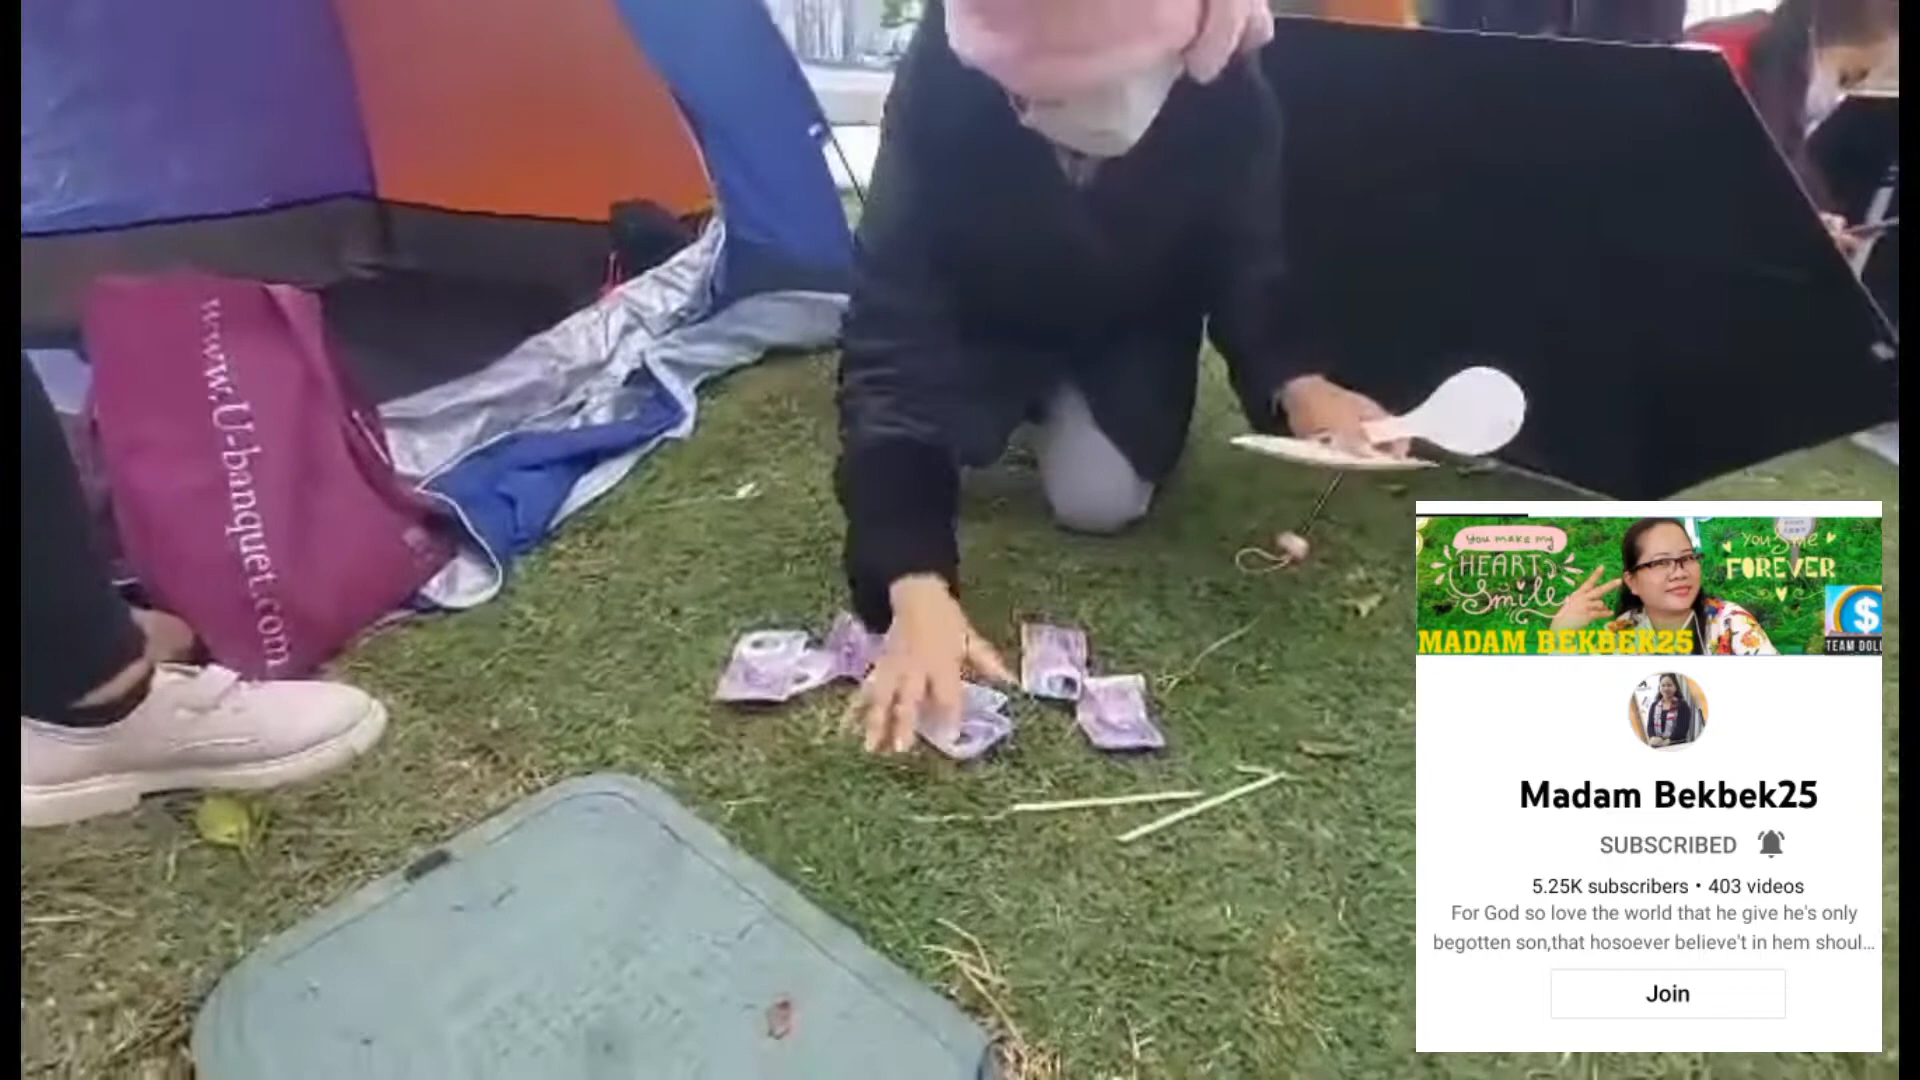 www.U-banquet.com
You make my
HEART
Smile
You
FOREVER
MADAM BEKBEK25
$
TEAM DOLL
Madam Bekbek25
SUBSCRIBED
5.25K subscribers • 403 videos
For God so love the world that he give he's only
begotten son,that hosoever believe't in hem shoul...
Join